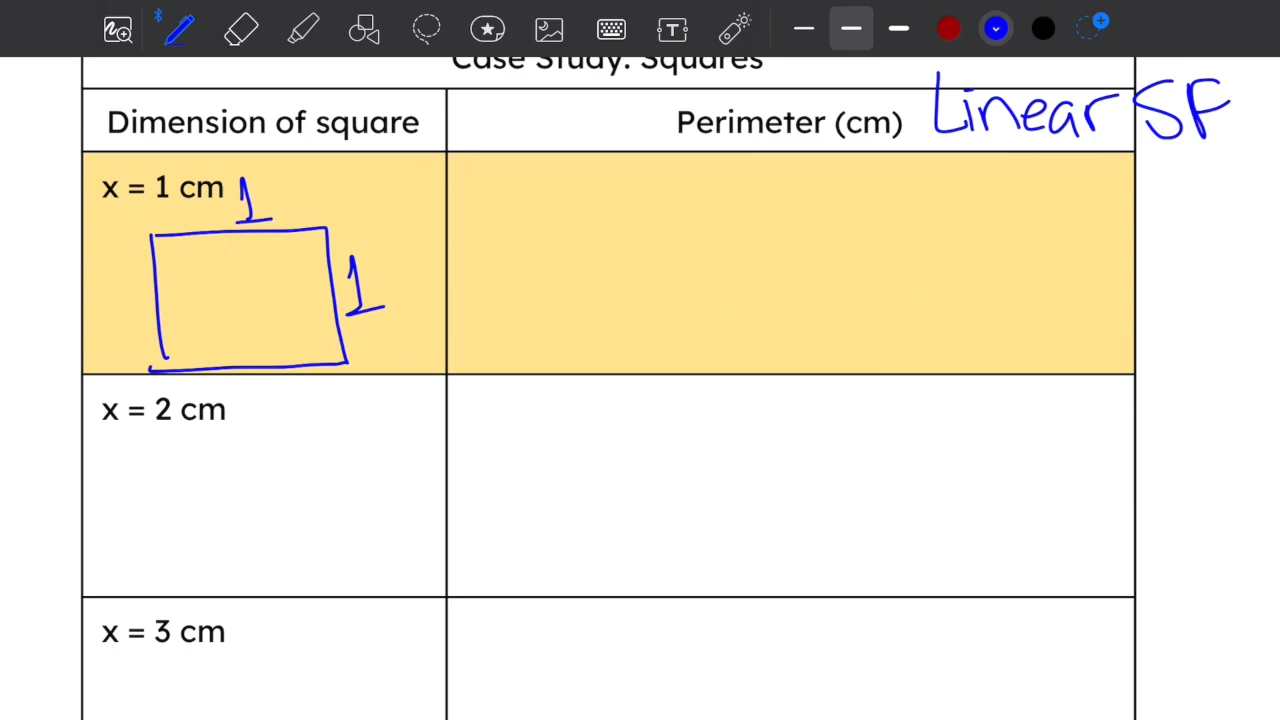 Case Study: Squares
Dimension of square
Perimeter (cm) Linear SF
x = 1 cm
1
1
x = 2 cm
x = 3 cm